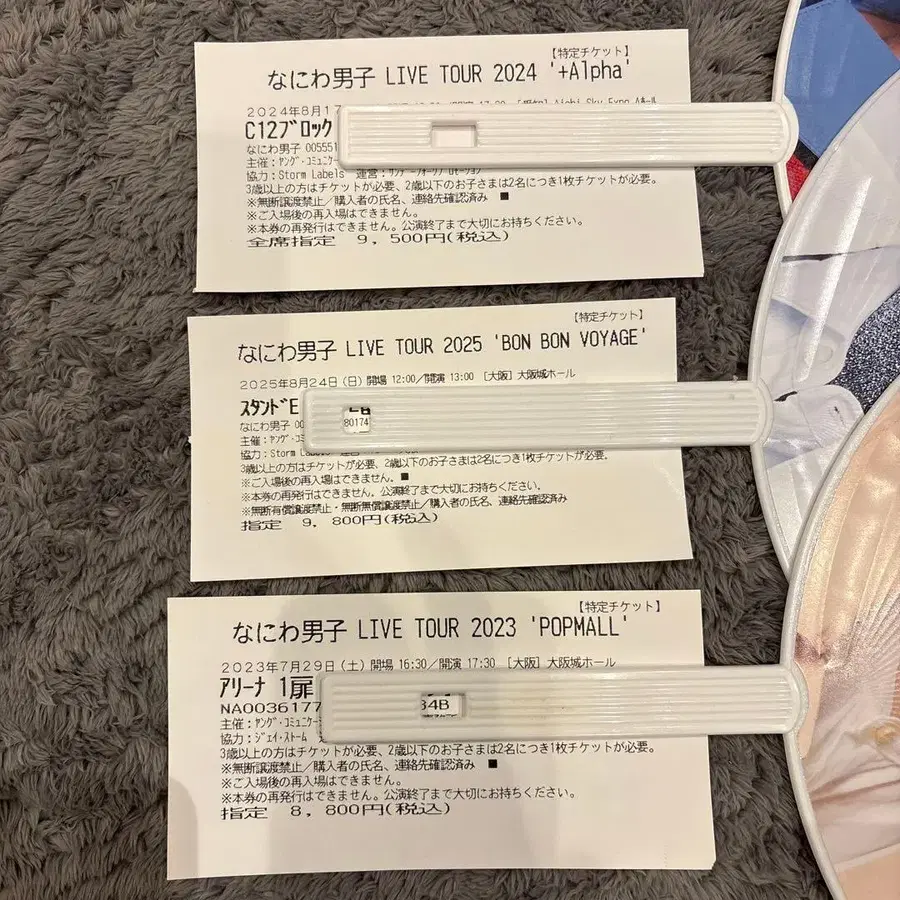 【特定チケット】
なにわ男子 LIVE TOUR 2024 '+Alpha'
2024年8月17
C12ブロック
なにわ男子 005551
主催：ヤング・コミュニケー
協力：Storm Labels 運営：
3歳以上の方はチケットが必要、2歳以下のお子さまは2名につき1枚チケットが必要。
※無断譲渡禁止／購入者の氏名、連絡先確認済み ■
※ご入場後の再入場はできません。
※本券の再発行はできません。公演終了まで大切にお持ちください。
全席指定 9,500円(税込)
【特定チケット】
なにわ男子 LIVE TOUR 2025 'BON BON VOYAGE'
2025年8月24日（日）開場 12:00／開演 13:00 ［大阪］大阪城ホール
スタンドE
80174
なにわ男子 00
主催：ヤング・コミ
協力：Storm
3歳以上の方はチケットが必要、2歳以下のお子さまは2名につき1枚チケットが必要。
※ご入場後の再入場はできません。■
※本券の再発行はできません。公演終了まで大切にお持ちください。
※無断有償譲渡禁止・無断無償譲渡禁止／購入者の氏名、連絡先確認済み
指定 9,800円(税込)
【特定チケット】
なにわ男子 LIVE TOUR 2023 'POPMALL'
2023年7月29日（土）開場 16:30／開演 17:30 ［大阪］大阪城ホール
アリーナ 1扉
34B
NA0036177
主催：ヤング・コミュニケー
協力：ジェイ・ストーム
3歳以上の方はチケットが必要、2歳以下のお子さまは2名につき1枚チケットが必要。
※無断譲渡禁止／購入者の氏名、連絡先確認済み ■
※ご入場後の再入場はできません。
※本券の再発行はできません。公演終了まで大切にお持ちください。
指定 8,800円(税込)